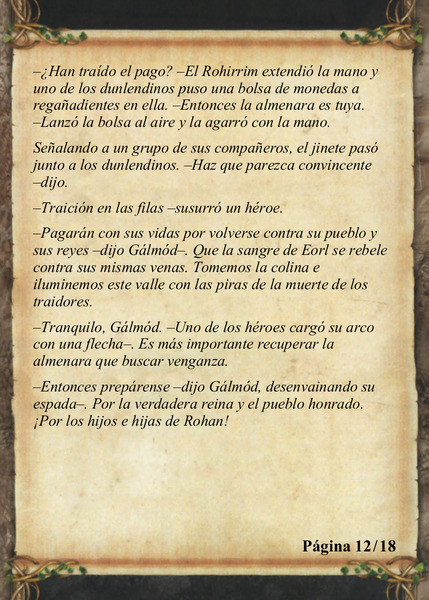 –¿Han traído el pago? –El Rohirrim extendió la mano y
uno de los dunlendinos puso una bolsa de monedas a
regañadientes en ella. –Entonces la almenara es tuya.
–Lanzó la bolsa al aire y la agarró con la mano.
Señalando a un grupo de sus compañeros, el jinete pasó
junto a los dunlendinos. –Haz que parezca convincente
–dijo.
–Traición en las filas –susurró un héroe.
–Pagarán con sus vidas por volverse contra su pueblo y
sus reyes –dijo Gálmód–. Que la sangre de Eorl se rebele
contra sus mismas venas. Tomemos la colina e
iluminemos este valle con las piras de la muerte de los
traidores.
–Tranquilo, Gálmód. –Uno de los héroes cargó su arco
con una flecha–. Es más importante recuperar la
almenara que buscar venganza.
–Entonces prepárense –dijo Gálmód, desenvainando su
espada–. Por la verdadera reina y el pueblo honrado.
¡Por los hijos e hijas de Rohan!
Página 12/18